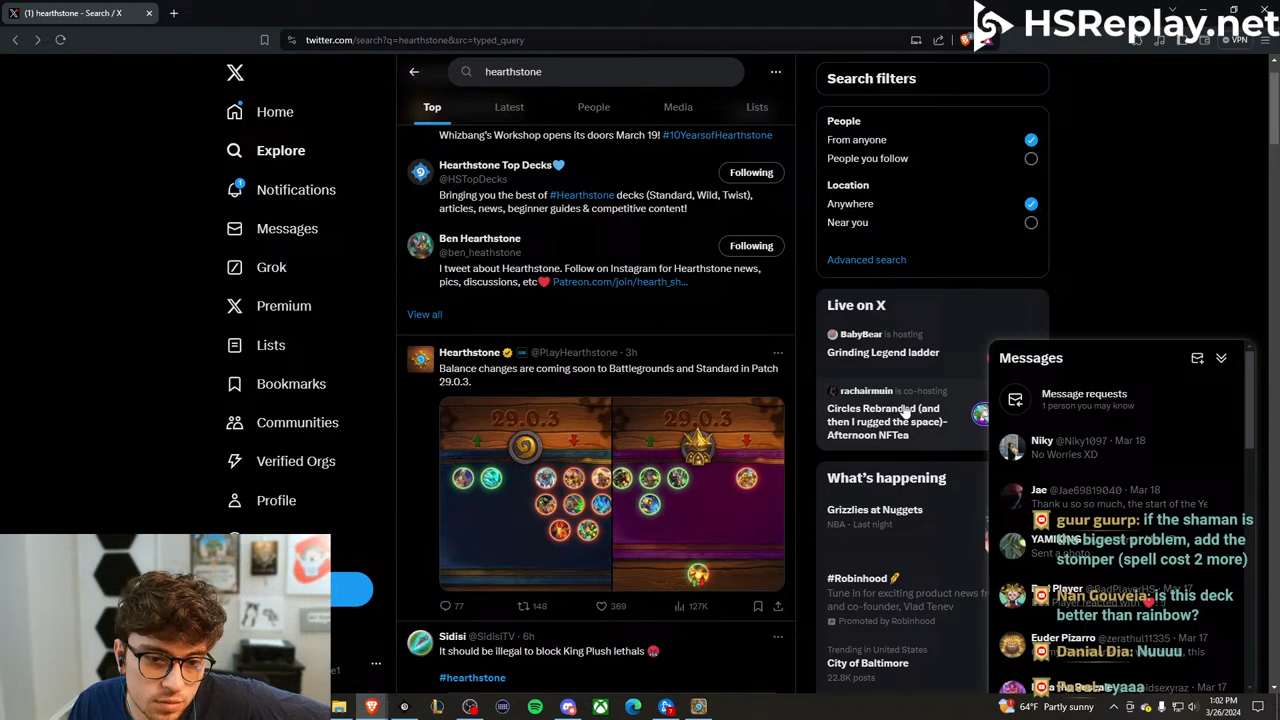 (1) hearthstone - Search / X
HSReplay.net
twitter.com/search?q=hearthstone&src=typed_query
VPN
hearthstone
Search filters
Home
Top
Latest
People
Media
Lists
People
From anyone
People you follow
Explore
Whizbang's Workshop opens its doors March 19! #10YearsofHearthstone
Hearthstone Top Decks
@HSTopDecks
Following
Bringing you the best of #Hearthstone decks (Standard, Wild, Twist),
articles, news, beginner guides & competitive content!
Location
Anywhere
Near you
Notifications
Messages
Ben Hearthstone
@ben_heathstone
Following
I tweet about Hearthstone. Follow on Instagram for Hearthstone news,
pics, discussions, etc❤️ Patreon.com/join/hearth_sh...
Advanced search
Grok
Premium
View all
Live on X
BabyBear is hosting
Grinding Legend ladder
rachairmuin is co-hosting
Circles Rebranded (and
then I rugged the space)-
Afternoon NFTea
Lists
Bookmarks
Communities
Verified Orgs
Profile
Hearthstone @PlayHearthstone · 3h
Balance changes are coming soon to Battlegrounds and Standard in Patch
29.0.3.
29.0.3
29.0.3
77
148
369
127K
Sidisi @SidisiTV · 6h
It should be illegal to block King Plush lethals
#hearthstone
What's happening
Grizzlies at Nuggets
NBA · Last night
#Robinhood
Tune in for exciting product news fr
and co-founder, Vlad Tenev
Promoted by Robinhood
Trending in United States
City of Baltimore
22.8K posts
Messages
Message requests
1 person you may know
Niky @Niky1097 · Mar 18
No Worries XD
Jae @Jae69819040 · Mar 18
Thank u so so much, the start of the Ye
guur guurp: if the shaman is
the bigest problem, add the
stomper (spell cost 2 more)
Sent a photo
@BadPlayerHS · Mar 17
Nan Gouveia: is this deck
better than rainbow?
Euder Pizarro @zerathul11335 · Mar 17
Danial Dia: Nuuuu
Mar 17
64°F Partly sunny
1:02 PM
3/26/2024